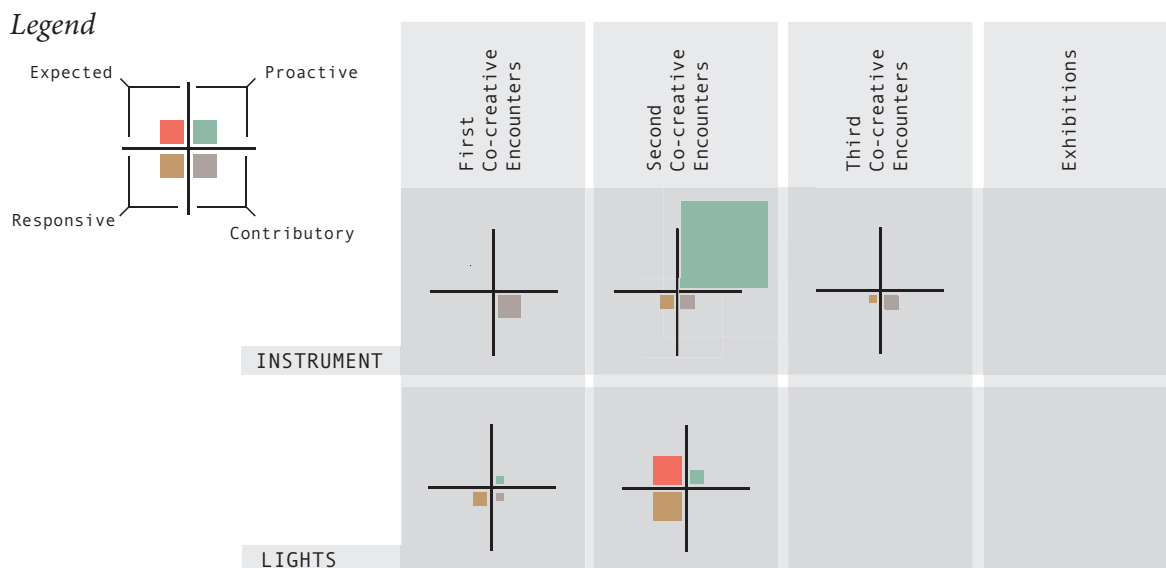 Legend
Expected
Proactive
Responsive
Contributory
First
Co-creative
Encounters
Second
Co-creative
Encounters
Third
Co-creative
Encounters
Exhibitions
INSTRUMENT
LIGHTS